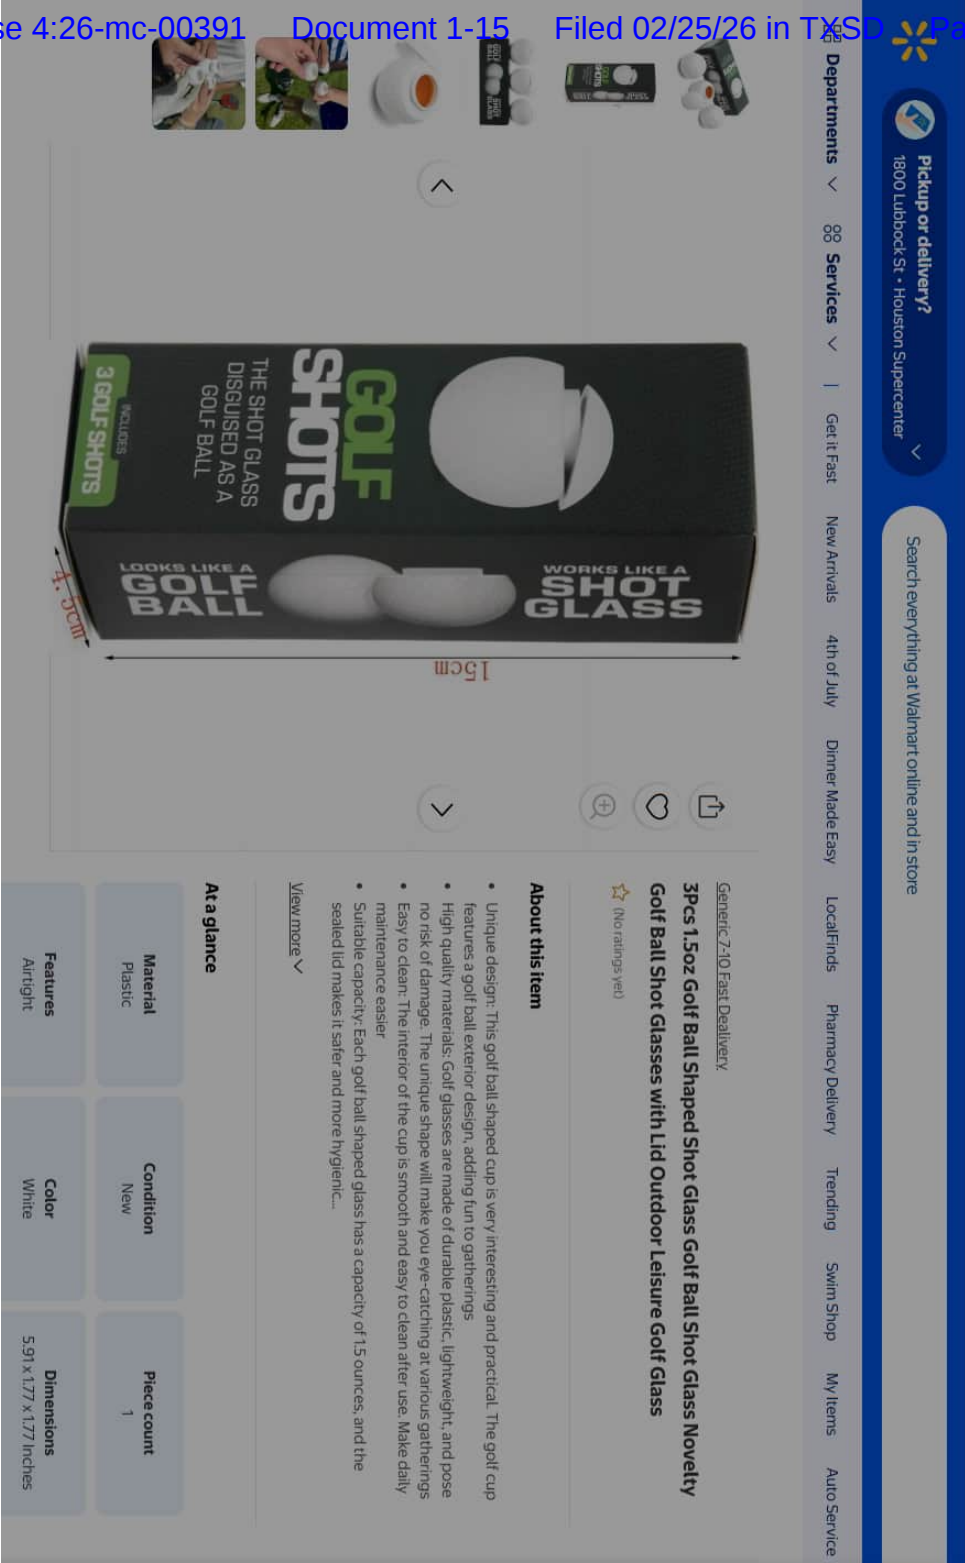 se 4:26-mc-00391 Document 1-15 Filed 02/25/26 in TXSD Pa
Pickup or delivery?
1800 Lubbock St • Houston Supercenter
Search everything at Walmart online and in store
Departments
Services
Get it Fast
New Arrivals
4th of July
Dinner Made Easy
LocalFinds
Pharmacy Delivery
Trending
Swim Shop
My Items
Auto Service
GOLF
SHOTS
THE SHOT GLASS
DISGUISED AS A
GOLF BALL
INCLUDES
3 GOLF SHOTS
WORKS LIKE A
SHOT
GLASS
LOOKS LIKE A
GOLF
BALL
15cm
4.5cm
Generic 7-10 Fast Dealivery
3Pcs 1.5oz Golf Ball Shaped Shot Glass Golf Ball Shot Glass Novelty
Golf Ball Shot Glasses with Lid Outdoor Leisure Golf Glass
(No ratings yet)
About this item
• Unique design: This golf ball shaped cup is very interesting and practical. The golf cup
features a golf ball exterior design, adding fun to gatherings
• High quality materials: Golf glasses are made of durable plastic, lightweight, and pose
no risk of damage. The unique shape will make you eye-catching at various gatherings
• Easy to clean: The interior of the cup is smooth and easy to clean after use. Make daily
maintenance easier
• Suitable capacity: Each golf ball shaped glass has a capacity of 1.5 ounces, and the
sealed lid makes it safer and more hygienic...
View more
At a glance
Material
Plastic
Condition
New
Piece count
1
Features
Airtight
Color
White
Dimensions
5.91 x 1.77 x 1.77 Inches